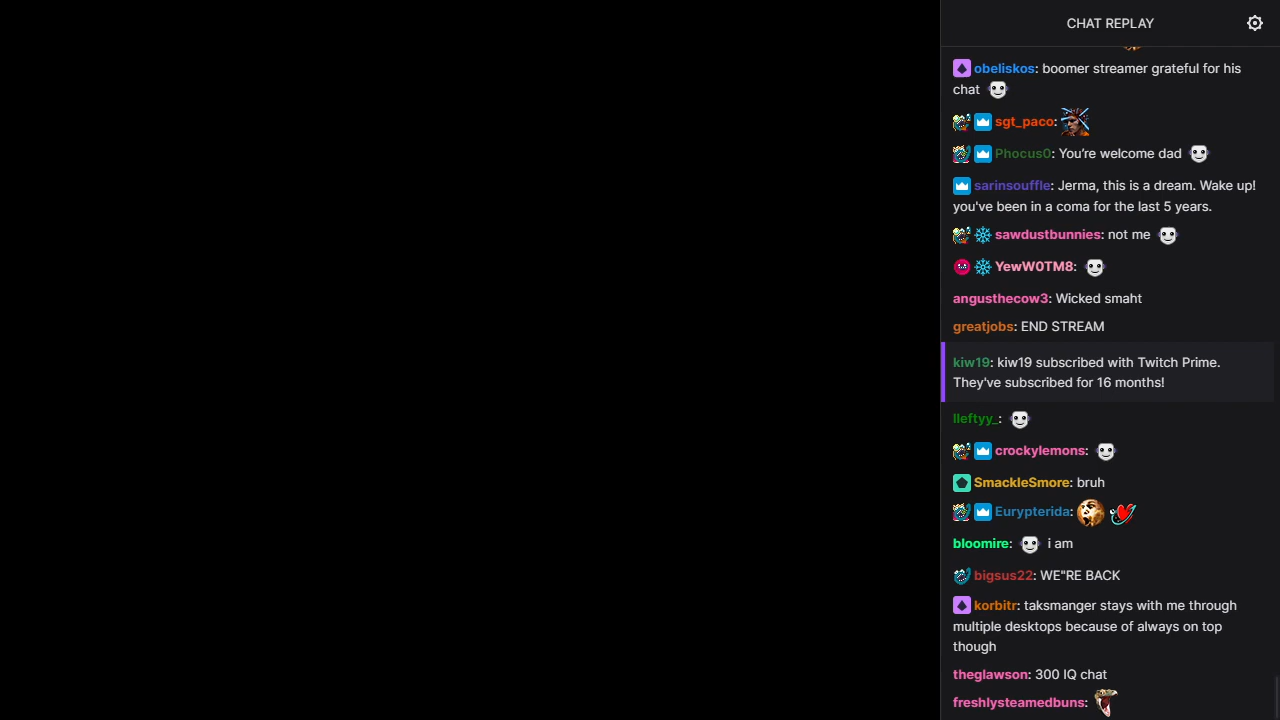 CHAT REPLAY
obeliskos: boomer streamer grateful for his
chat
sgt_paco:
Phocus0: You're welcome dad
sarinsouffle: Jerma, this is a dream. Wake up!
you've been in a coma for the last 5 years.
sawdustbunnies: not me
YewW0TM8:
angusthecow3: Wicked smaht
greatjobs: END STREAM
kiw19: kiw19 subscribed with Twitch Prime.
They've subscribed for 16 months!
lleftyy_:
crockylemons:
SmackleSmore: bruh
Eurypterida:
bloomire: i am
bigsus22: WE"RE BACK
korbitr: taksmanger stays with me through
multiple desktops because of always on top
though
theglawson: 300 IQ chat
freshlysteamedbuns: